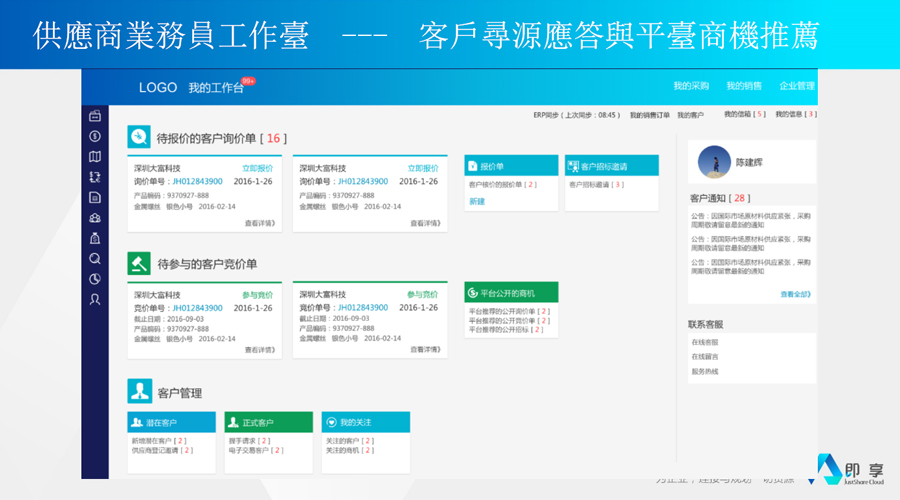 供應商業務員工作臺 --- 客戶尋源應答與平臺商機推薦
LOGO 我的工作台 99+
我的采购 我的销售 企业管理
ERP同步 ( 上次同步：08:45 ) 我的销售订单 我的客户 我的信箱 [ 5 ] 我的信息 [ 3 ]
待报价的客户询价单 [ 16 ]
深圳大富科技 立即报价
询价单号：JH012843900 2016-1-26
产品编码：9370927-888
金属螺丝 银色小号 2016-02-14
查看详情》
深圳大富科技 立即报价
询价单号：JH012843900 2016-1-26
产品编码：9370927-888
金属螺丝 银色小号 2016-02-14
查看详情》
报价单
客户核价的报价单 [ 2 ]
新建
客户招标邀请
客户招标邀请 [ 3 ]
陈建辉
客户通知 [ 28 ]
公告：因国际市场原材料供应紧张，采购
周期敬请留意最新的通知
公告：因国际市场原材料供应紧张，采购
周期敬请留意最新的通知
公告：因国际市场原材料供应紧张，采购
周期敬请留意最新的通知
查看全部》
待参与的客户竞价单
深圳大富科技 参与竞价
竞价单号：JH012843900 2016-1-26
截止日期：2016-09-03
产品编码：9370927-888
金属螺丝 银色小号 2016-02-14
查看详情》
深圳大富科技 参与竞价
竞价单号：JH012843900 2016-1-26
截止日期：2016-09-03
产品编码：9370927-888
金属螺丝 银色小号 2016-02-14
查看详情》
平台公开的商机
平台推荐的公开询价单 [ 2 ]
平台推荐的公开竞价单 [ 2 ]
平台推荐的公开招标 [ 2 ]
联系客服
在线客服
在线留言
服务热线
客户管理
潜在客户
新增潜在客户 [ 2 ]
供应商登记邀请 [ 2 ]
正式客户
握手请求 [ 2 ]
电子交易客户 [ 2 ]
我的关注
关注的客户 [ 2 ]
关注的商机 [ 2 ]
即享
JustShare Cloud